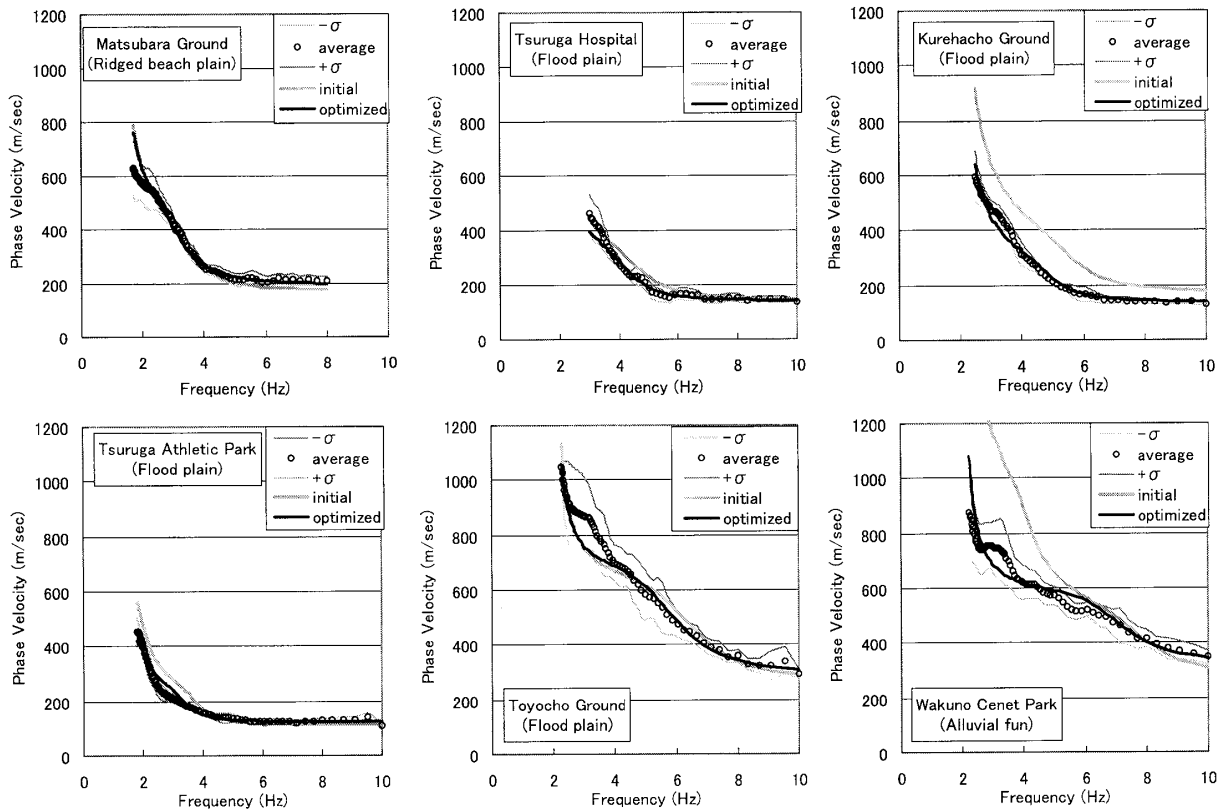 1200
1000
800
600
400
200
0
Phase Velocity (m/sec)
Matsubara Ground
(Ridged beach plain)
-σ
average
+σ
initial
optimized
0 2 4 6 8 10
Frequency (Hz)
1200
1000
800
600
400
200
0
Phase Velocity (m/sec)
Tsuruga Hospital
(Flood plain)
-σ
average
+σ
initial
optimized
0 2 4 6 8 10
Frequency (Hz)
1200
1000
800
600
400
200
0
Phase Velocity (m/sec)
Kurehacho Ground
(Flood plain)
-σ
average
+σ
initial
optimized
0 2 4 6 8 10
Frequency (Hz)
1200
1000
800
600
400
200
0
Phase Velocity (m/sec)
Tsuruga Athletic Park
(Flood plain)
-σ
average
+σ
initial
optimized
0 2 4 6 8 10
Frequency (Hz)
1200
1000
800
600
400
200
0
Phase Velocity (m/sec)
-σ
average
+σ
initial
optimized
Toyocho Ground
(Flood plain)
0 2 4 6 8 10
Frequency (Hz)
1200
1000
800
600
400
200
0
Phase Velocity (m/sec)
-σ
average
+σ
initial
optimized
Wakuno Cenet Park
(Alluvial fun)
0 2 4 6 8 10
Frequency (Hz)